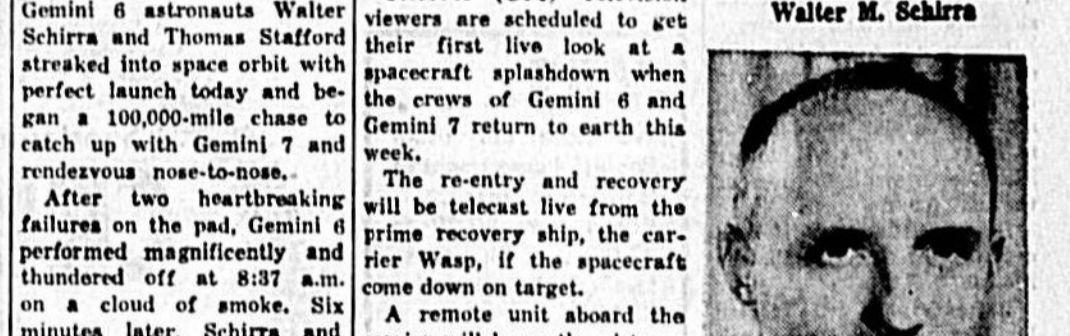 Gemini 6 astronauts Walter
Schirra and Thomas Stafford
streaked into space orbit with
perfect launch today and be-
gan a 100,000-mile chase to
catch up with Gemini 7 and
rendezvous nose-to-nose.
After two heartbreaking
failures on the pad, Gemini 6
performed magnificently and
thundered off at 8:37 a.m.
on a cloud of smoke. Six
minutes later, Schirra and
viewers are scheduled to get
their first live look at a
spacecraft splashdown when
the crews of Gemini 6 and
Gemini 7 return to earth this
week.
The re-entry and recovery
will be telecast live from the
prime recovery ship, the car-
rier Wasp, if the spacecraft
come down on target.
A remote unit aboard the
Walter M. Schirra